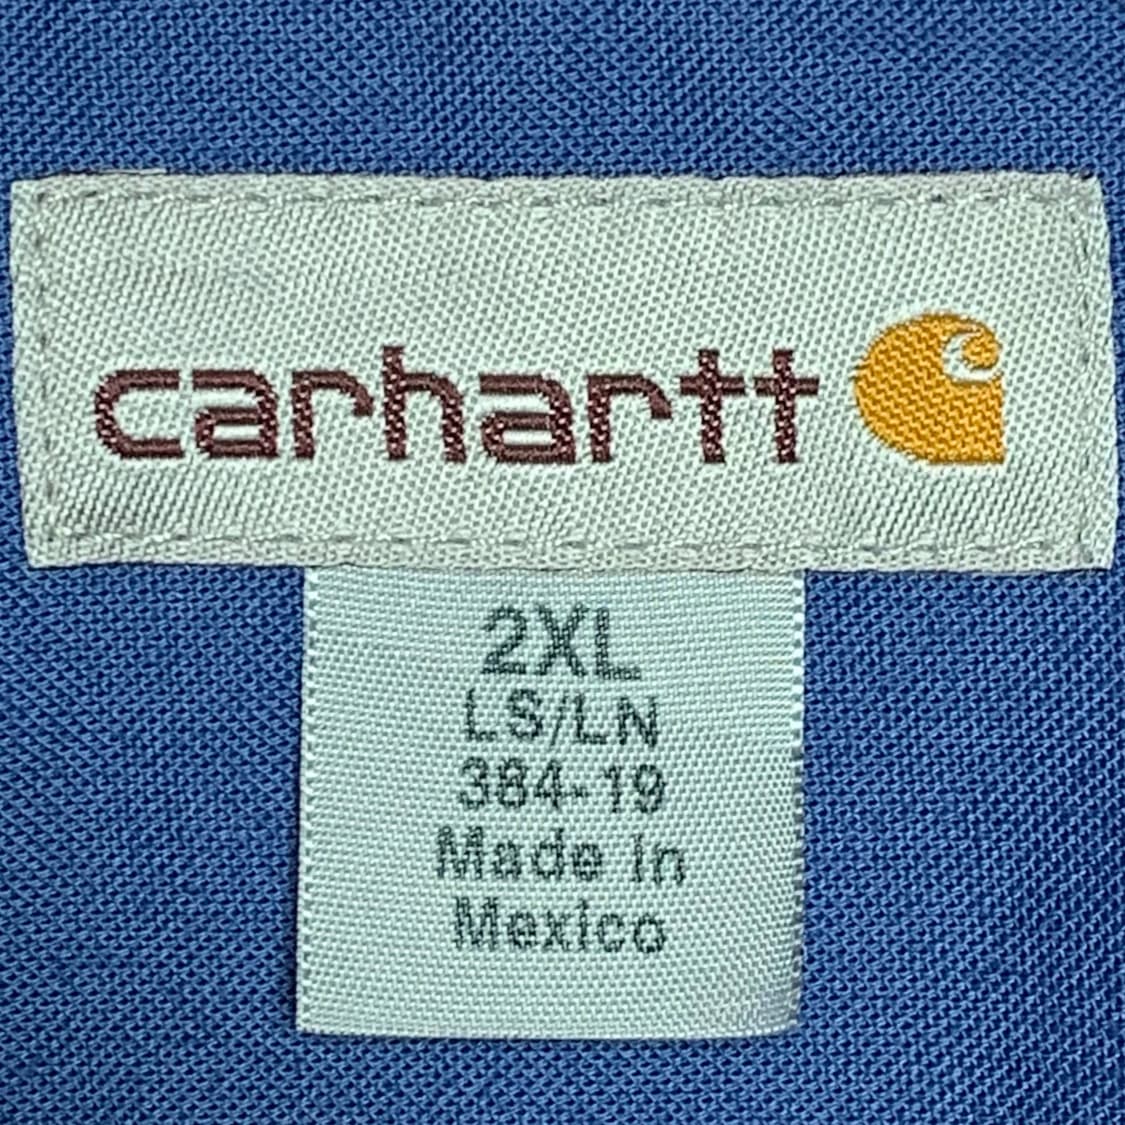 carhartt
2XL
LS/LN
384-19
Made In
Mexico